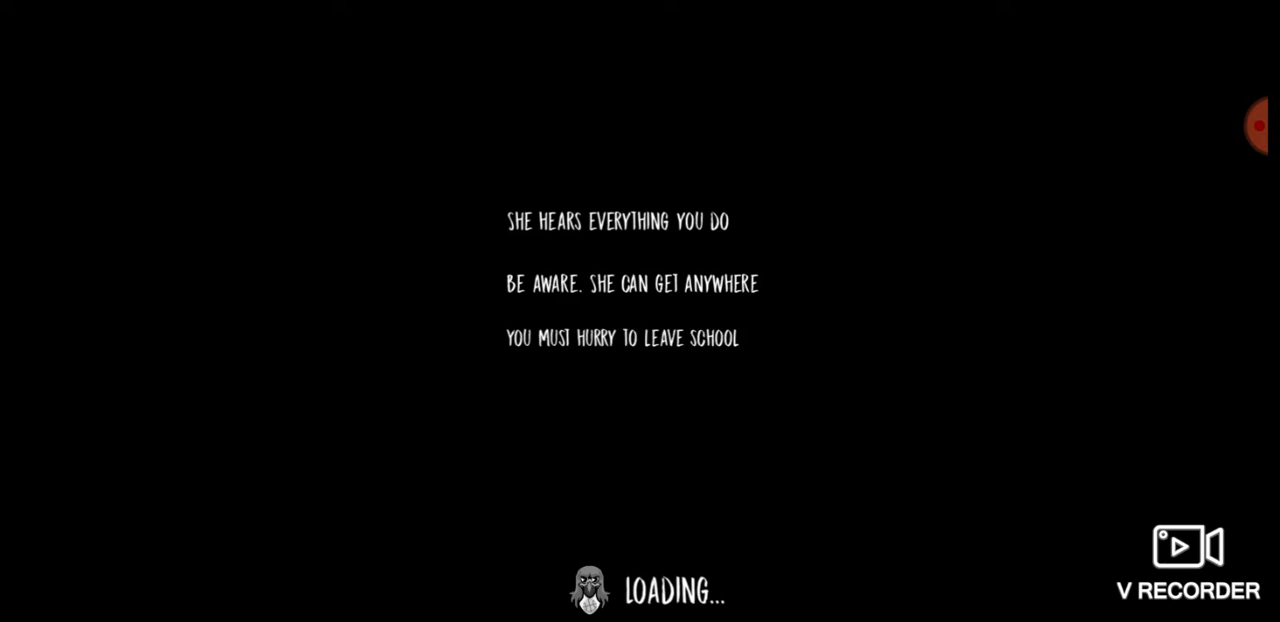 SHE HEARS EVERYTHING YOU DO
BE AWARE. SHE CAN GET ANYWHERE
YOU MUST HURRY TO LEAVE SCHOOL
LOADING...
V RECORDER